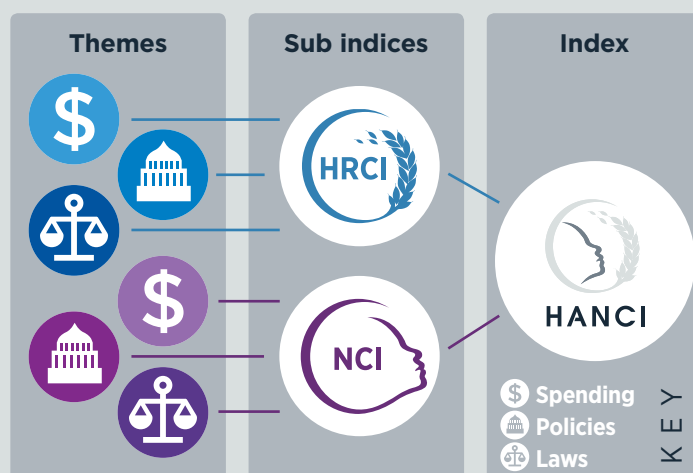 Themes
Sub indices
Index
$
HRCI
$
NCI
HANCI
$ Spending
Policies
Laws
KEY